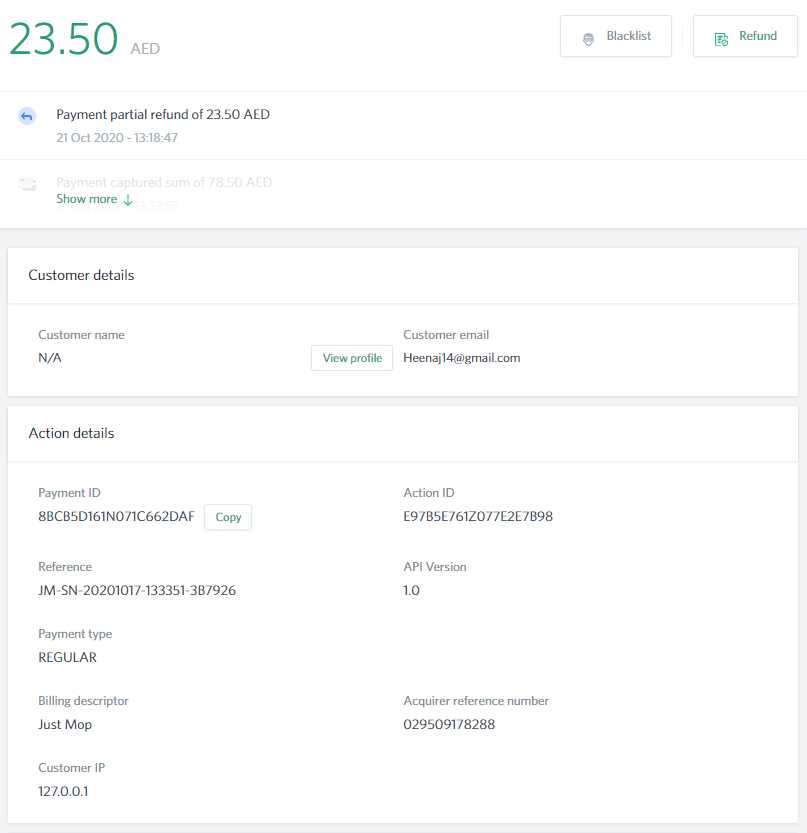 23.50 AED
Blacklist
Refund
Payment partial refund of 23.50 AED
21 Oct 2020 - 13:18:47
Payment captured sum of 78.50 AED
Show more ↓
Customer details
Customer name
Customer email
N/A
View profile
Heenaj14@gmail.com
Action details
Payment ID
Action ID
8BCB5D161N071C662DAF
Copy
E97B5E761Z077E2E7B98
Reference
API Version
JM-SN-20201017-133351-3B7926
1.0
Payment type
REGULAR
Billing descriptor
Acquirer reference number
Just Mop
029509178288
Customer IP
127.0.0.1